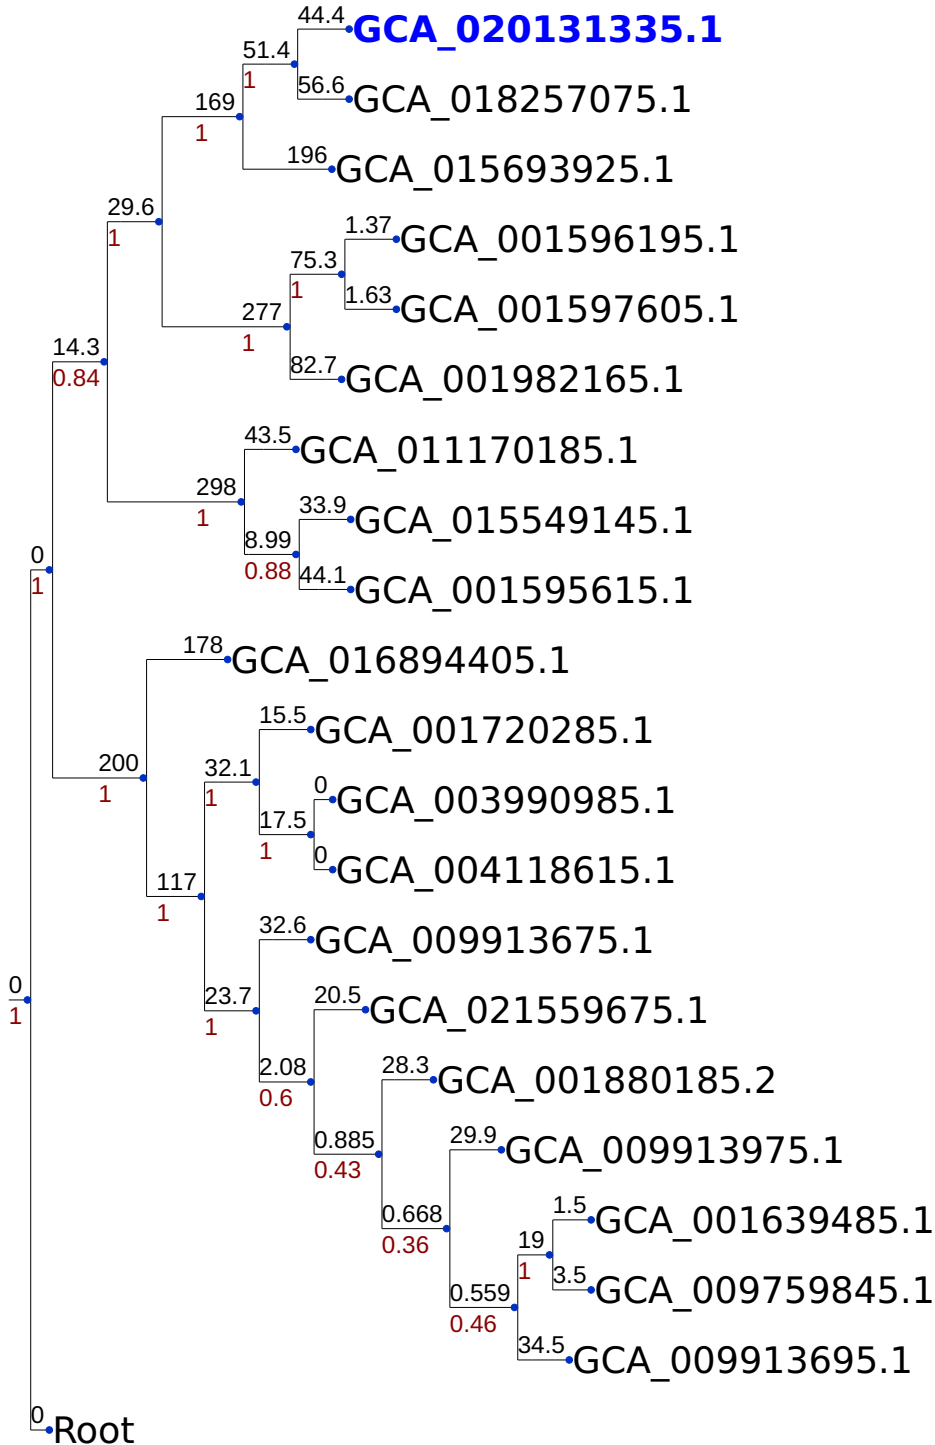 44.4
GCA_020131335.1
51.4
1
56.6
GCA_018257075.1
169
1
196
GCA_015693925.1
29.6
1
1.37
GCA_001596195.1
75.3
1
1.63
GCA_001597605.1
277
1
82.7
GCA_001982165.1
14.3
0.84
43.5
GCA_011170185.1
298
1
33.9
GCA_015549145.1
8.99
0.88
44.1
GCA_001595615.1
0
1
178
GCA_016894405.1
15.5
GCA_001720285.1
200
1
32.1
1
0
GCA_003990985.1
17.5
1
0
GCA_004118615.1
117
1
32.6
GCA_009913675.1
23.7
1
20.5
GCA_021559675.1
0
1
2.08
0.6
28.3
GCA_001880185.2
0.885
0.43
29.9
GCA_009913975.1
0.668
0.36
1.5
GCA_001639485.1
19
1
3.5
GCA_009759845.1
0.559
0.46
34.5
GCA_009913695.1
0
Root